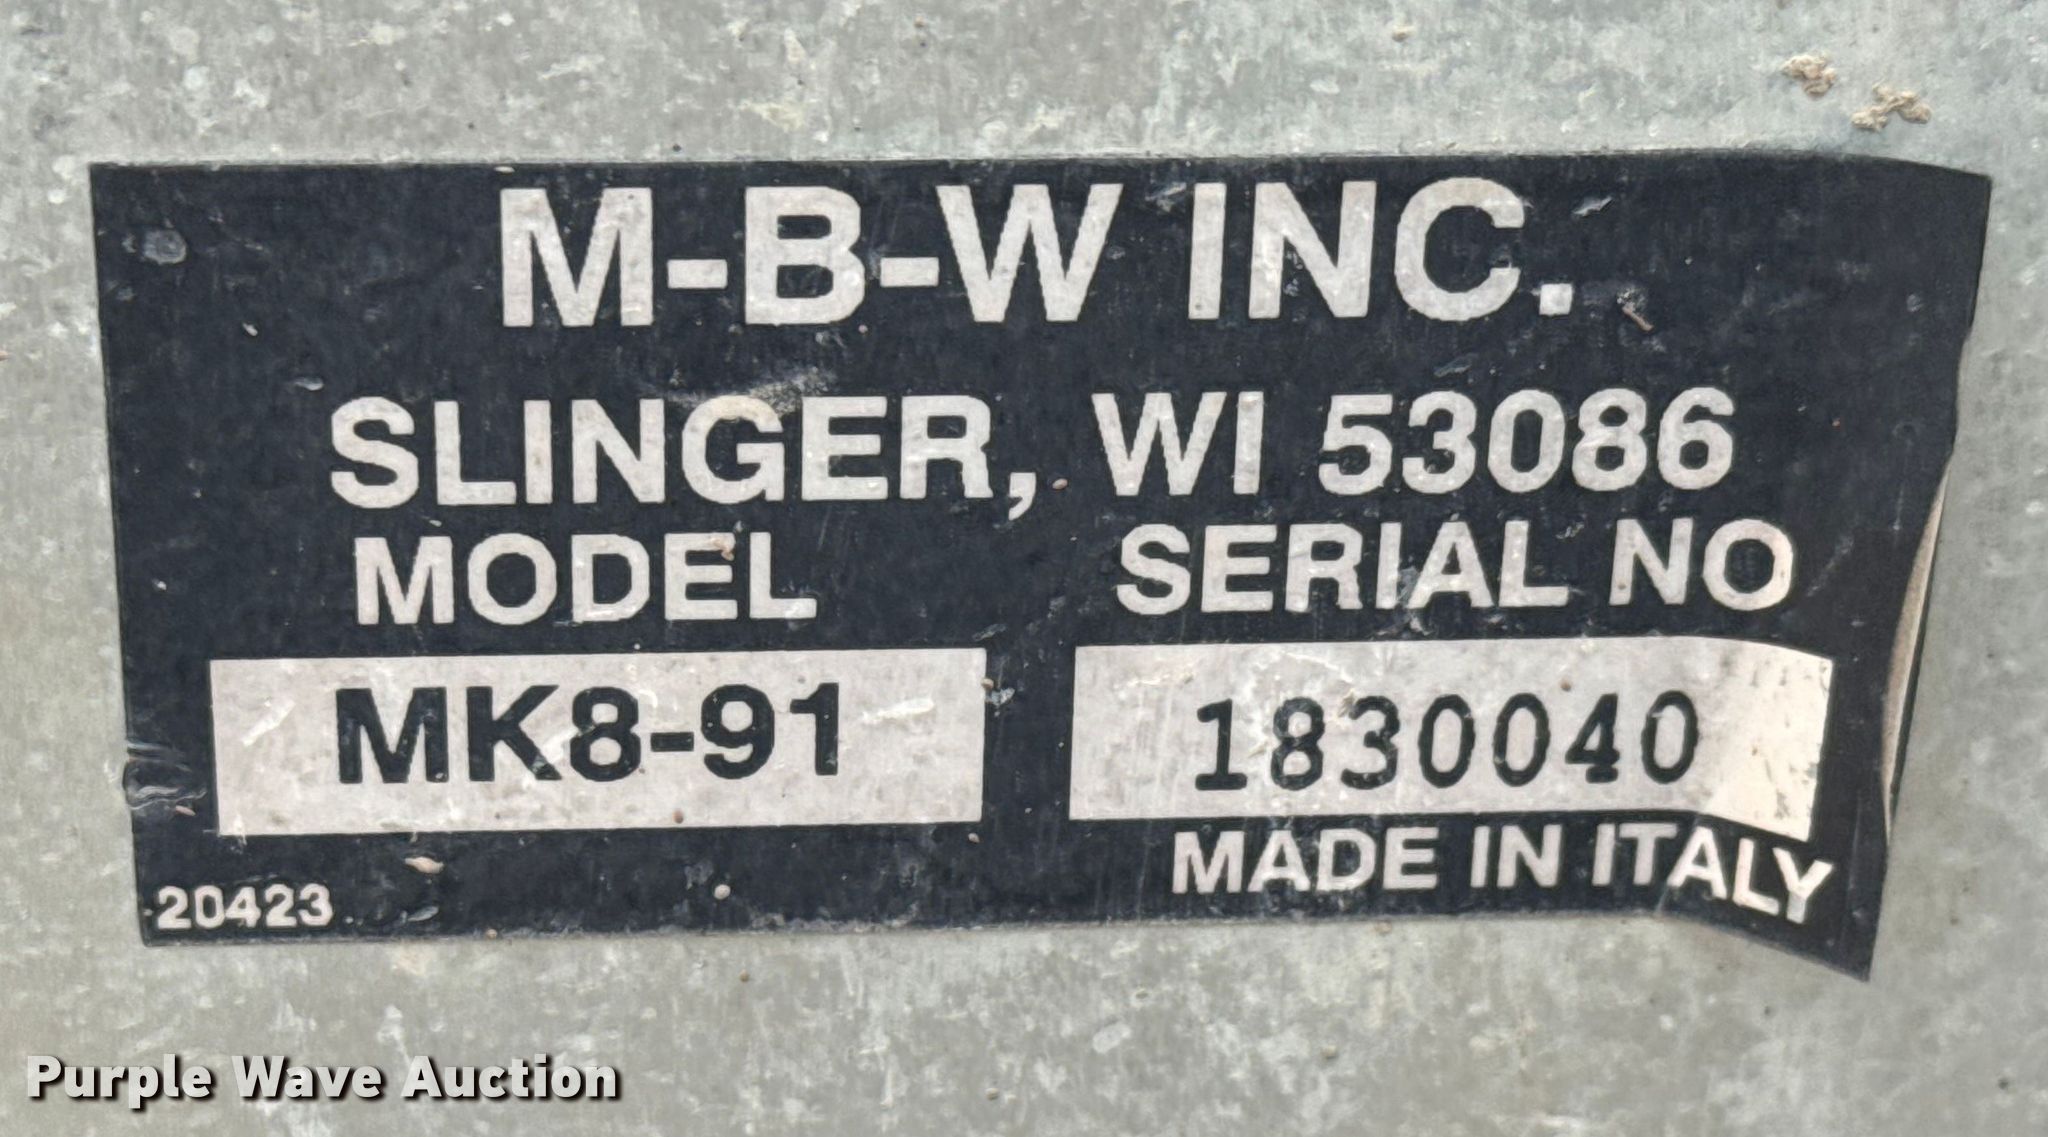 M-B-W INC.
SLINGER, WI 53086
MODEL SERIAL NO
MK8-91 1830040
MADE IN ITALY
20423
Purple Wave Auction